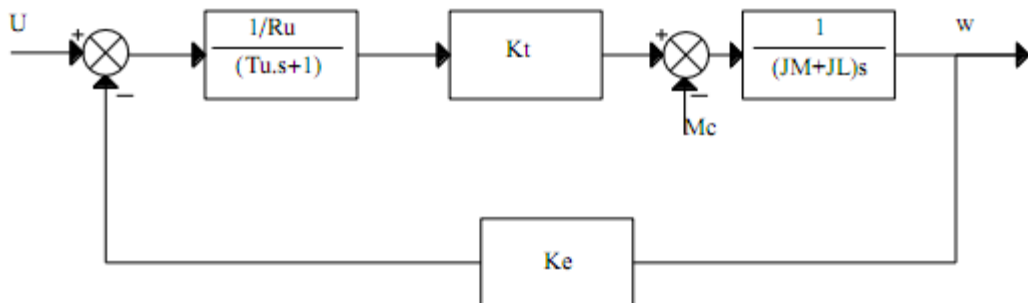 U
+
−
1/Ru
(Tu.s+1)
Kt
+
−
Mc
1
(JM+JL)s
w
Ke